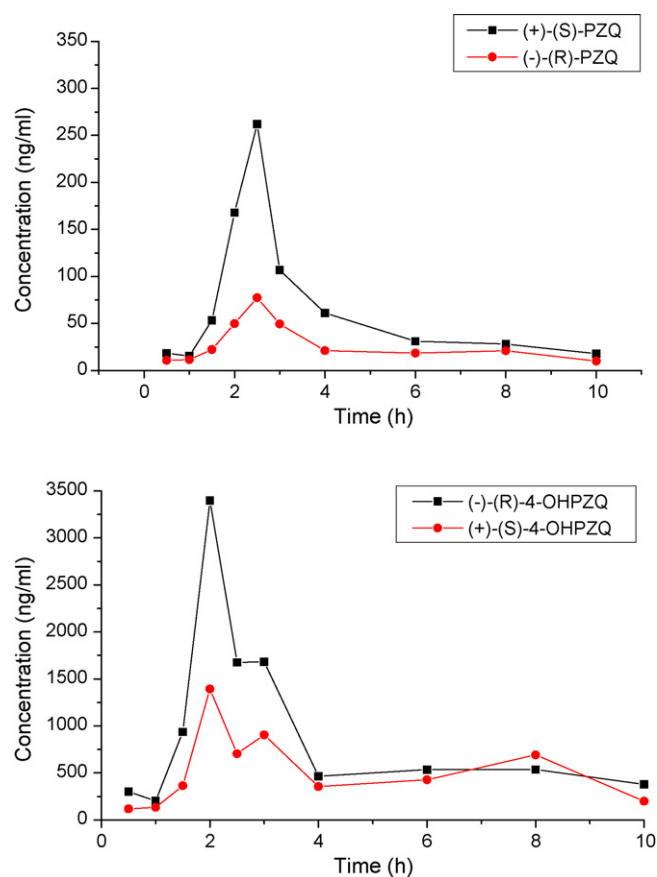 (+)-(S)-PZQ
(-)-(R)-PZQ
350
300
250
200
150
100
50
0
Concentration (ng/ml)
0 2 4 6 8 10
Time (h)
(-)-(R)-4-OHPZQ
(+)-(S)-4-OHPZQ
3500
3000
2500
2000
1500
1000
500
0
Concentration (ng/ml)
0 2 4 6 8 10
Time (h)